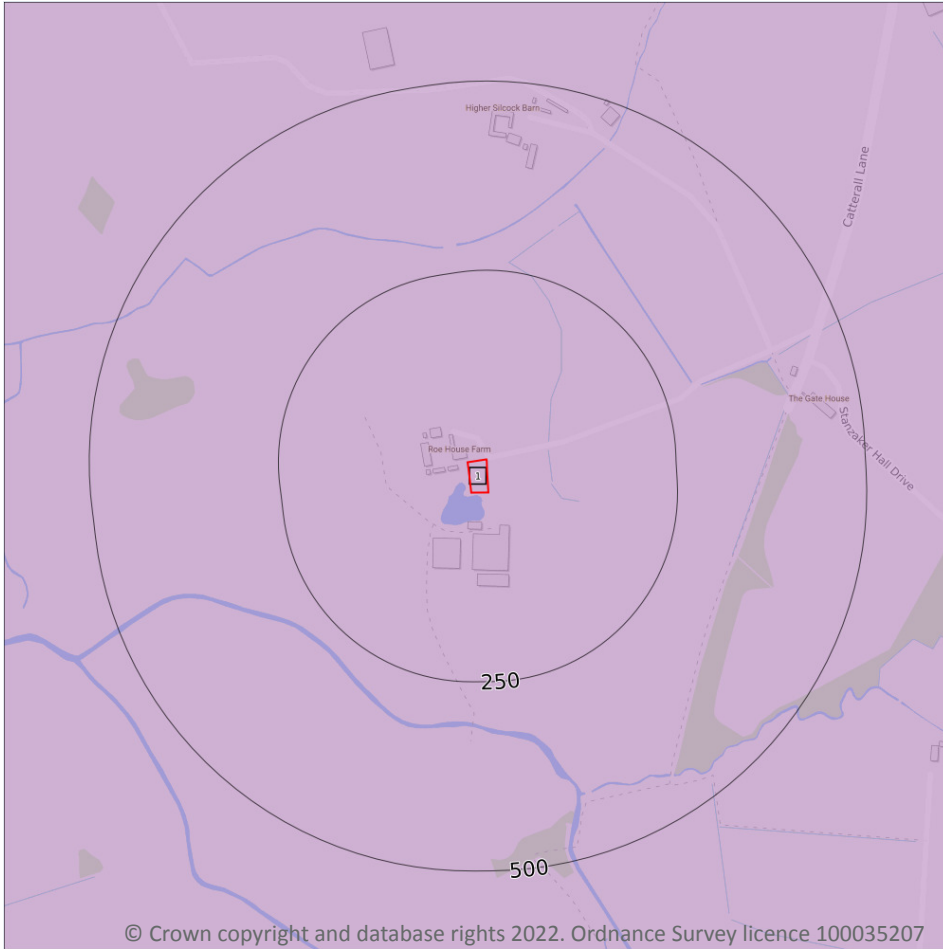 Higher Silcock Barn
Catterall Lane
The Gate House
Stanzaker Hall Drive
Roe House Farm
1
250
500
© Crown copyright and database rights 2022. Ordnance Survey licence 100035207